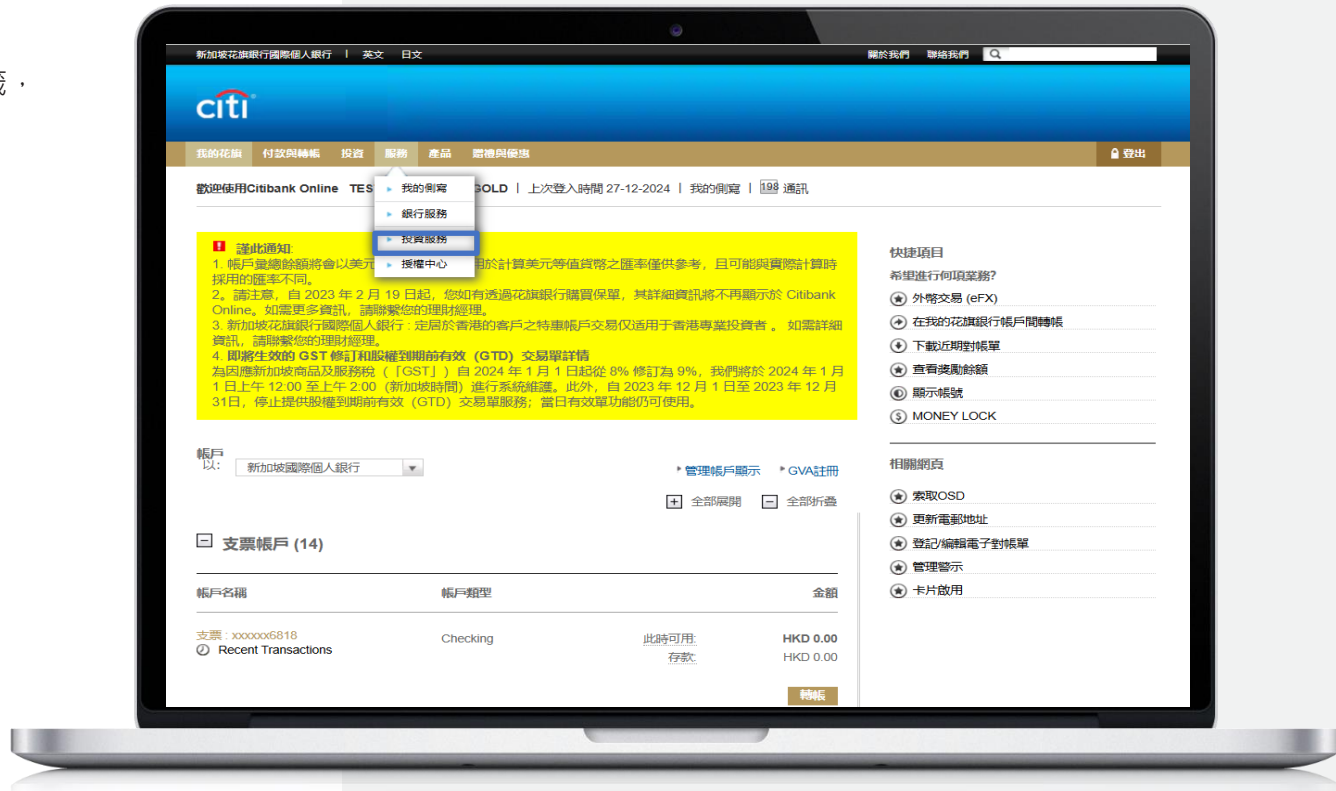 ，
新加坡花旗銀行國際個人銀行 | 英文 日文 關於我們 聯絡我們
citi
我的花旗 付款與轉帳 投資 服務 產品 贈禮與優惠 登出
歡迎使用Citibank Online TES GOLD | 上次登入時間 27-12-2024 | 我的側寫 | 198 通訊
我的側寫
銀行服務
投資服務
授權中心
謹此通知:
1. 帳戶彙總餘額將會以美元 用於計算美元等值貨幣之匯率僅供參考，且可能與實際計算時
採用的匯率不同。
2。請注意，自 2023 年 2 月 19 日起，您如有透過花旗銀行購買保單，其詳細資訊將不再顯示於 Citibank
Online。如需更多資訊，請聯繫您的理財經理。
3. 新加坡花旗銀行國際個人銀行 : 定居於香港的客戶之特重帳戶交易仅适用于香港專業投資者 。 如需詳細
資訊，請聯繫您的理財經理。
4. 即將生效的 GST 修訂和股權到期前有效（GTD）交易單詳情
為因應新加坡商品及服務稅（「GST」）自 2024 年 1 月 1 日起從 8% 修訂為 9%，我們將於 2024 年 1 月
1 日上午 12:00 至上午 2:00（新加坡時間）進行系統維護。此外，自 2023 年 12 月 1 日至 2023 年 12 月
31日，停止提供股權到期前有效（GTD）交易單服務；當日有效單功能仍可使用。
帳戶
以: 新加坡國際個人銀行
管理帳戶顯示 GVA註冊
全部展開 全部折疊
支票帳戶 (14)
帳戶名稱 帳戶類型 金額
支票 : xxxxxx6818 Checking 此時可用: HKD 0.00
Recent Transactions 存款: HKD 0.00
轉帳
快捷項目
希望進行何項業務?
外幣交易 (eFX)
在我的花旗銀行帳戶間轉帳
下載近期對帳單
查看獎勵餘額
顯示帳號
MONEY LOCK
相關網頁
索取OSD
更新電郵地址
登記/編輯電子對帳單
管理警示
卡片啟用